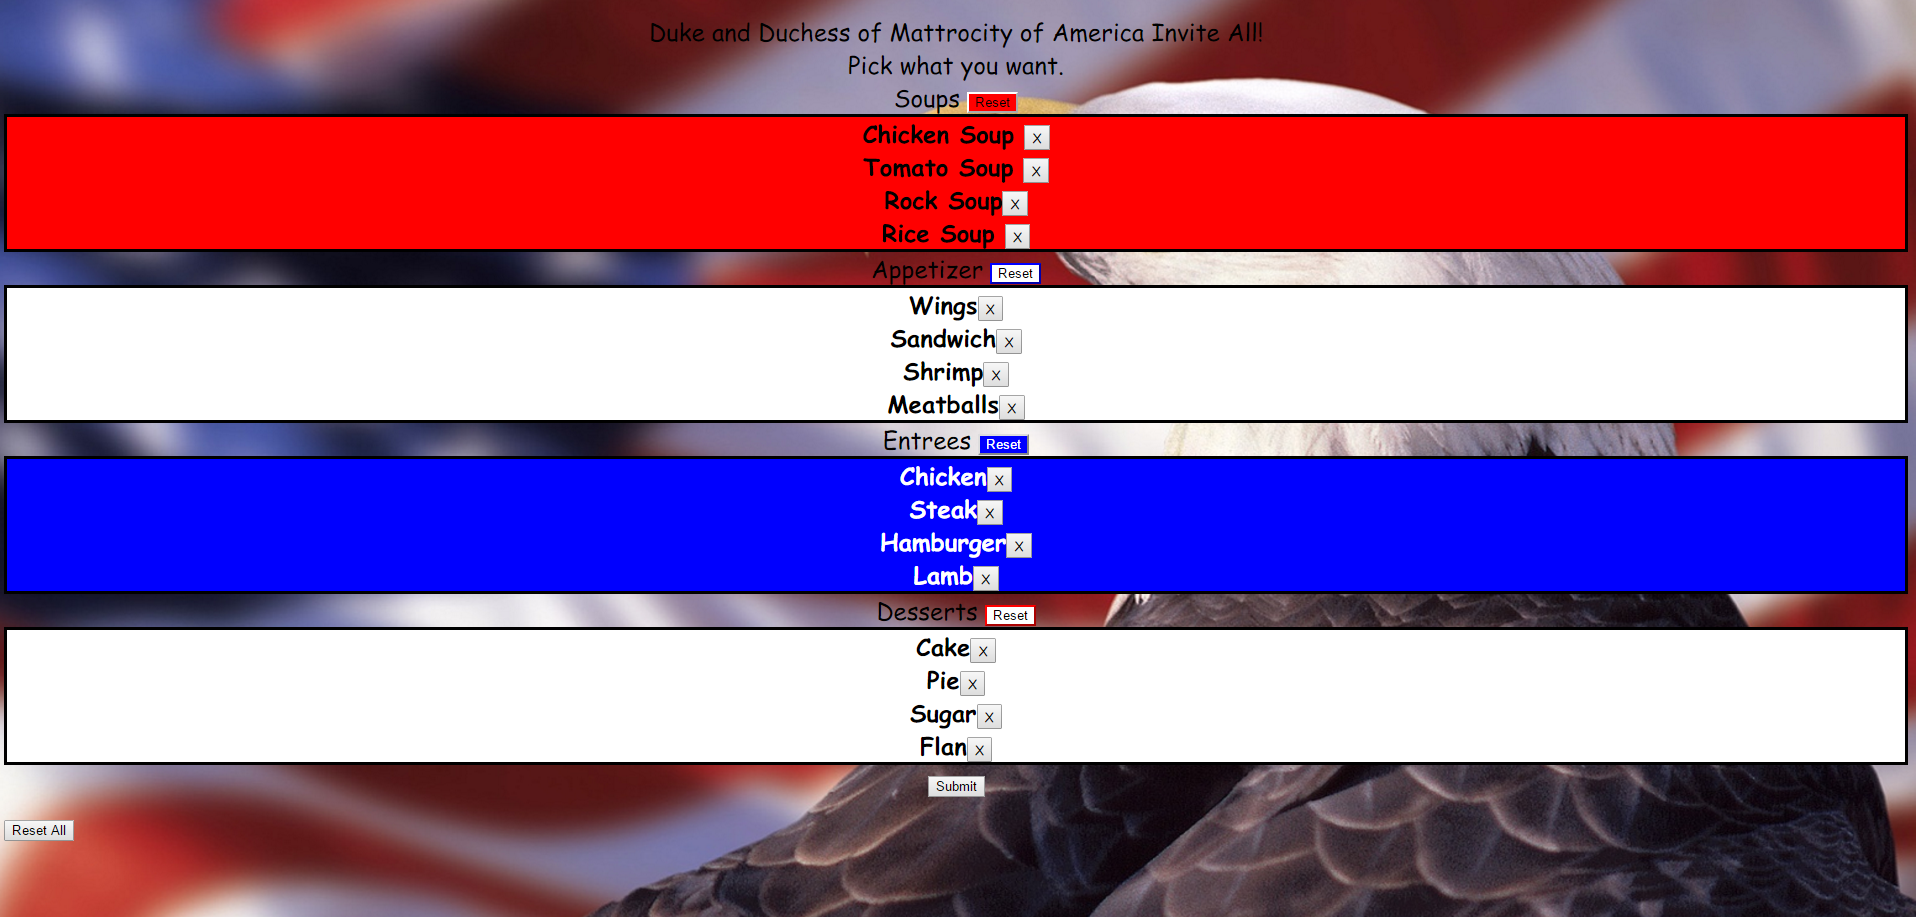 Duke and Duchess of Mattrocity of America Invite All!
Pick what you want.
Soups Reset
Chicken Soup X
Tomato Soup X
Rock Soup X
Rice Soup X
Appetizer Reset
Wings X
Sandwich X
Shrimp X
Meatballs X
Entrees Reset
Chicken X
Steak X
Hamburger X
Lamb X
Desserts Reset
Cake X
Pie X
Sugar X
Flan X
Submit
Reset All